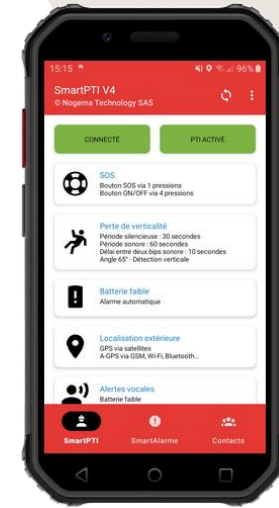 15:15 96%
SmartPTI V4
© Nogema Technology SAS
CONNECTÉ PTI ACTIVÉ
SOS
Bouton SOS via 1 pressions
Bouton ON/OFF via 4 pressions
Perte de verticalité
Période silencieuse : 30 secondes
Période sonore : 60 secondes
Délai entre deux bips sonore : 10 secondes
Angle 65° - Détection verticale
Batterie faible
Alarme automatique
Localisation extérieure
GPS via satellites
A-GPS via GSM, Wi-Fi, Bluetooth...
Alertes vocales
Batterie faible
SmartPTI SmartAlarme Contacts